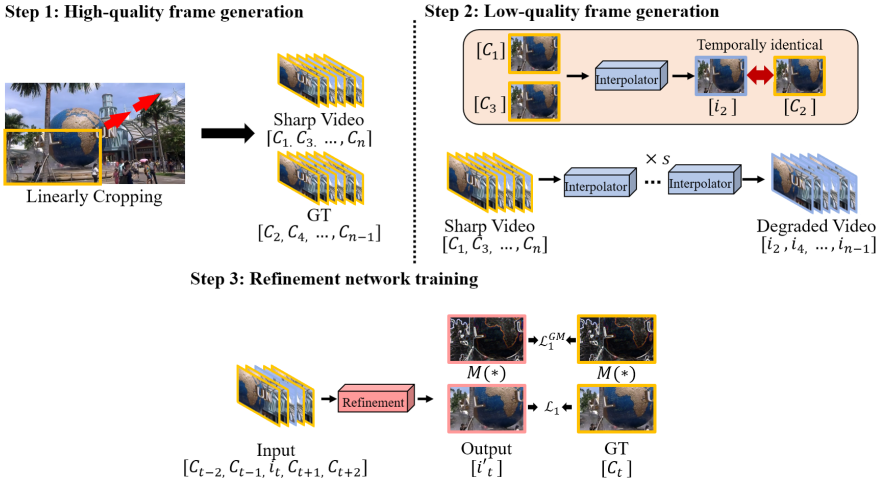 Step 1: High-quality frame generation
Linearly Cropping
Sharp Video
[C₁, C₃, …, Cₙ]
GT
[C₂, C₄, …, Cₙ₋₁]
Step 2: Low-quality frame generation
[C₁]
[C₃]
Interpolator
Temporally identical
[i₂]
[C₂]
Sharp Video
[C₁, C₃, …, Cₙ]
Interpolator
× s
...
Interpolator
Degraded Video
[i₂, i₄, …, iₙ₋₁]
Step 3: Refinement network training
Input
[Cₜ₋₂, Cₜ₋₁, iₜ, Cₜ₊₁, Cₜ₊₂]
Refinement
M(*)
ℒ₁ᴳᴹ
M(*)
ℒ₁
Output
[i′ₜ]
GT
[Cₜ]